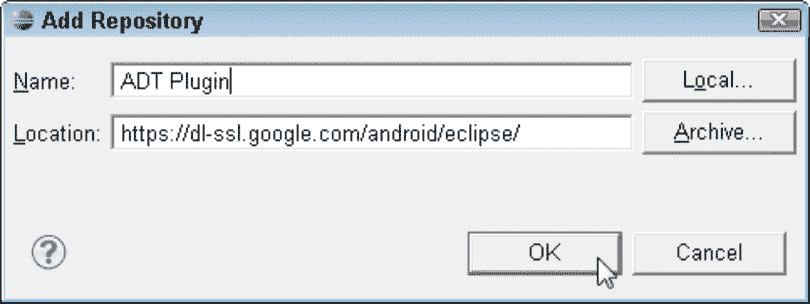 Add Repository
Name: ADT Plugin Local...
Location: https://dl-ssl.google.com/android/eclipse/ Archive...
? OK Cancel